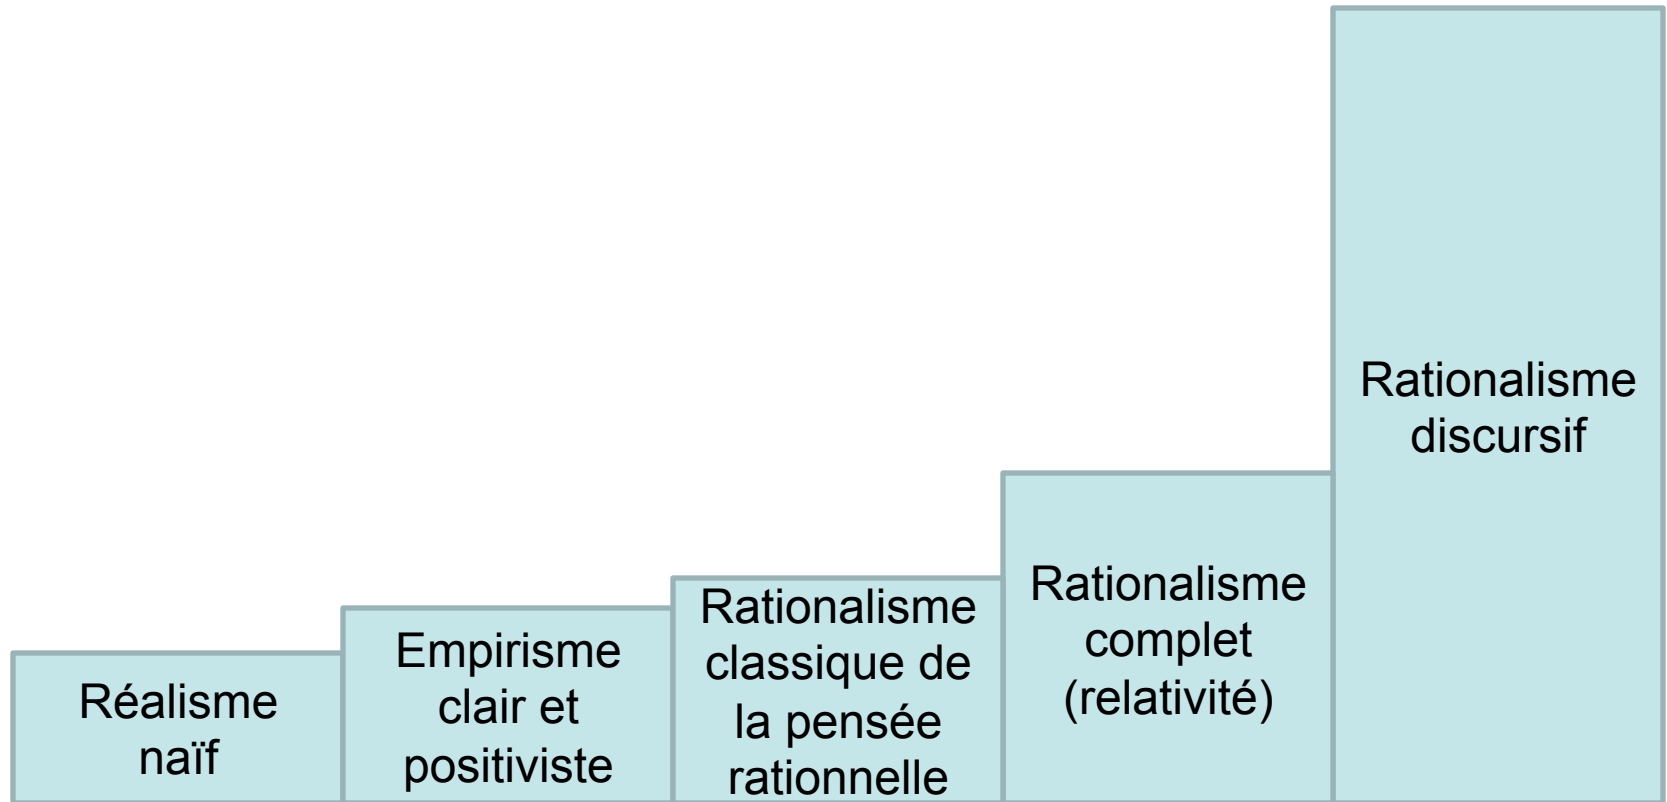 Réalisme
naïf
Empirisme
clair et
positiviste
Rationalisme
classique de
la pensée
rationnelle
Rationalisme
complet
(relativité)
Rationalisme
discursif